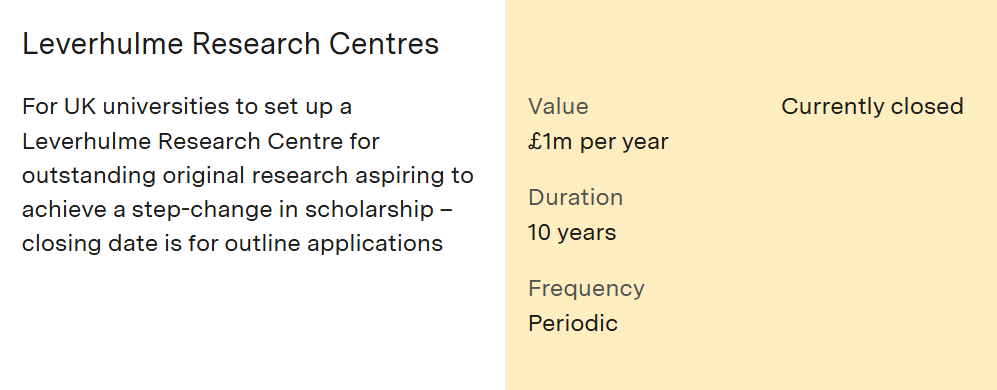 Leverhulme Research Centres
For UK universities to set up a
Leverhulme Research Centre for
outstanding original research aspiring to
achieve a step-change in scholarship –
closing date is for outline applications
Value
£1m per year
Duration
10 years
Frequency
Periodic
Currently closed